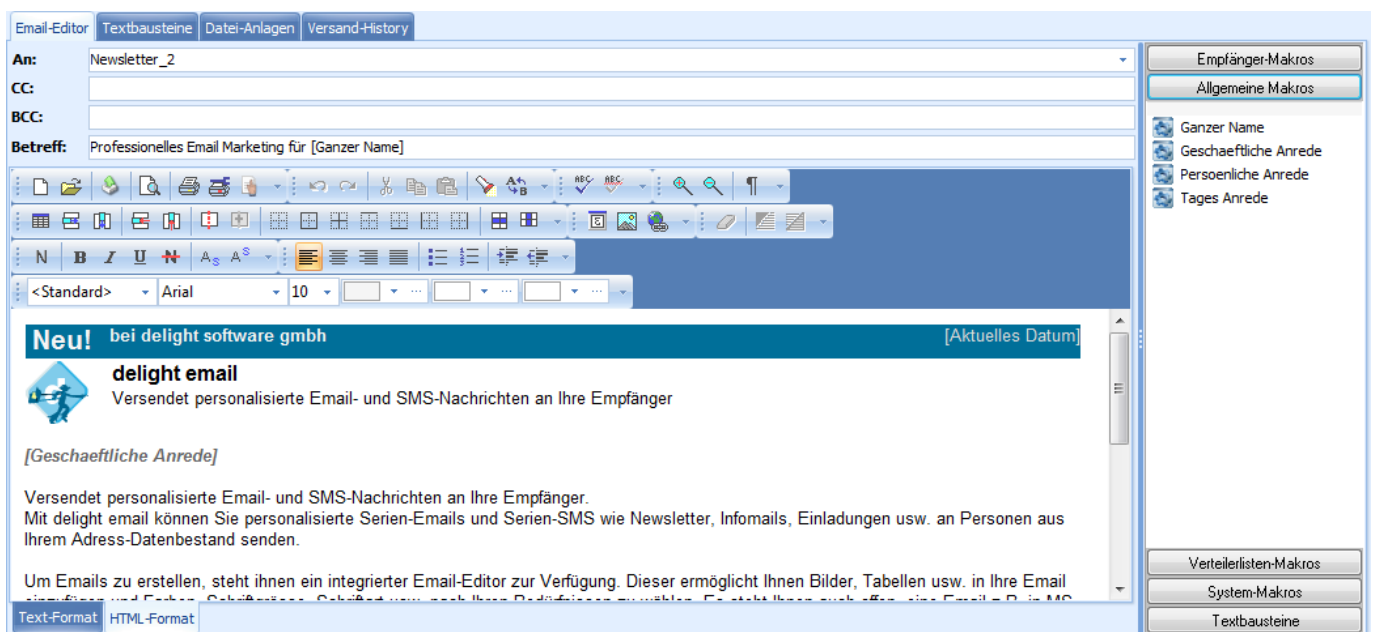 Email-Editor Textbausteine Datei-Anlagen Versand-History
An: Newsletter_2
CC:
BCC:
Betreff: Professionelles Email Marketing für [Ganzer Name]
ABC ABC ¶
N B I U N A S A S
<Standard> Arial 10
Neu! bei delight software gmbh [Aktuelles Datum]
delight email
Versendet personalisierte Email- und SMS-Nachrichten an Ihre Empfänger
[Geschaeftliche Anrede]
Versendet personalisierte Email- und SMS-Nachrichten an Ihre Empfänger.
Mit delight email können Sie personalisierte Serien-Emails und Serien-SMS wie Newsletter, Infomails, Einladungen usw. an Personen aus
Ihrem Adress-Datenbestand senden.
Um Emails zu erstellen, steht ihnen ein integrierter Email-Editor zur Verfügung. Dieser ermöglicht Ihnen Bilder, Tabellen usw. in Ihre Email
Text-Format HTML-Format
Empfänger-Makros
Allgemeine Makros
Ganzer Name
Geschaeftliche Anrede
Persoenliche Anrede
Tages Anrede
Verteilerlisten-Makros
System-Makros
Textbausteine